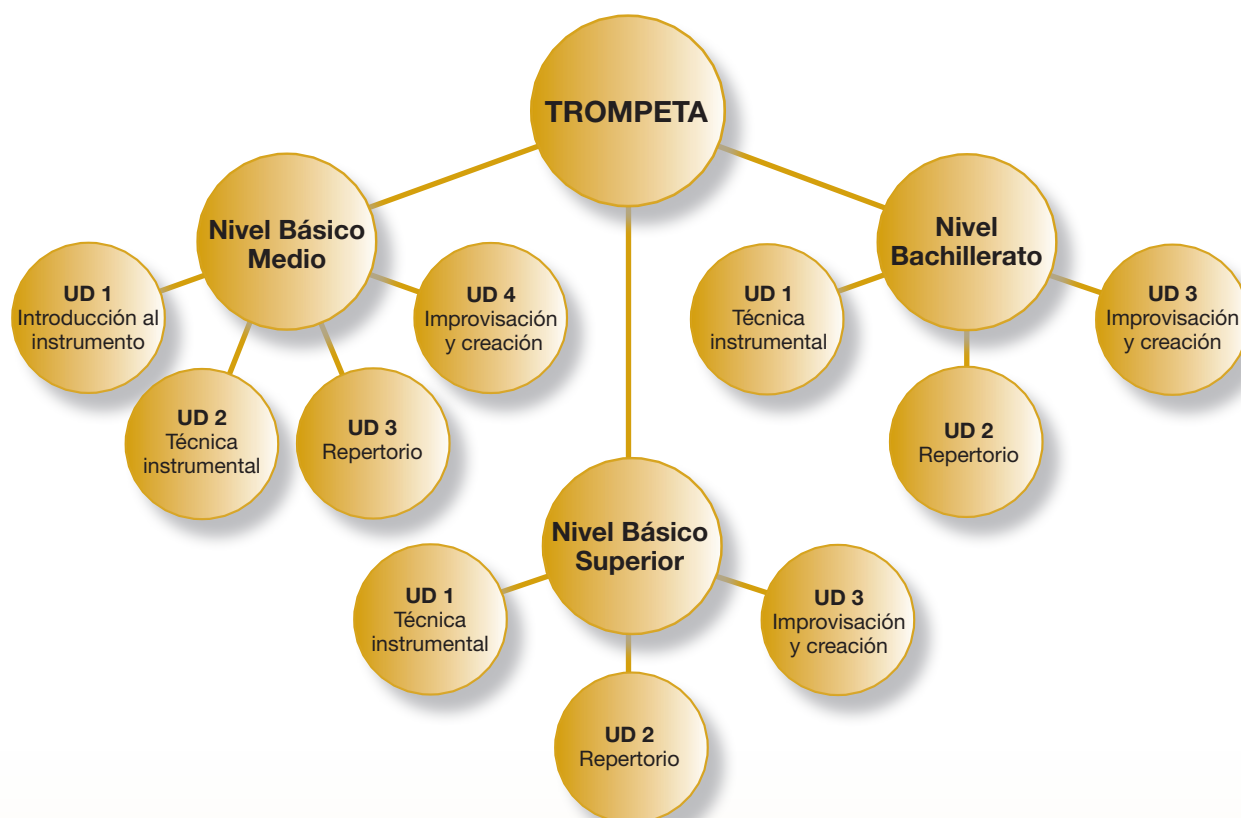 TROMPETA
Nivel Básico
Medio
UD 1
Introducción al
instrumento
UD 2
Técnica
instrumental
UD 3
Repertorio
UD 4
Improvisación
y creación
Nivel Básico
Superior
UD 1
Técnica
instrumental
UD 2
Repertorio
UD 3
Improvisación
y creación
Nivel
Bachillerato
UD 1
Técnica
instrumental
UD 2
Repertorio
UD 3
Improvisación
y creación